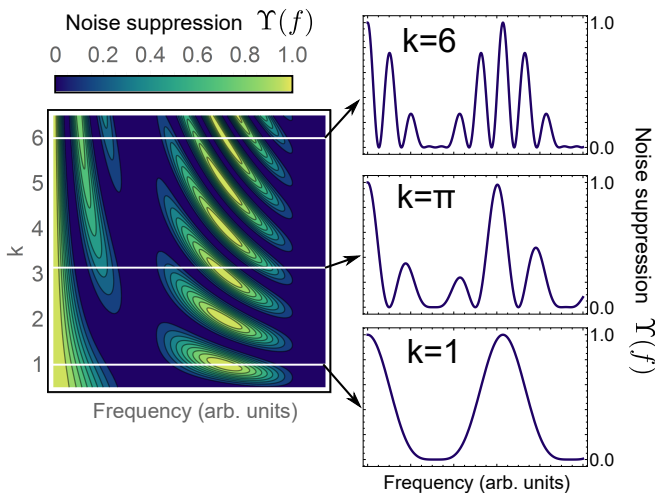 Noise suppression ϒ(f)
0 0.2 0.4 0.6 0.8 1.0
k
6
5
4
3
2
1
Frequency (arb. units)
k=6
1.0
0.0
k=π
1.0
0.0
k=1
1.0
0.0
Frequency (arb. units)
Noise suppression ϒ(f)